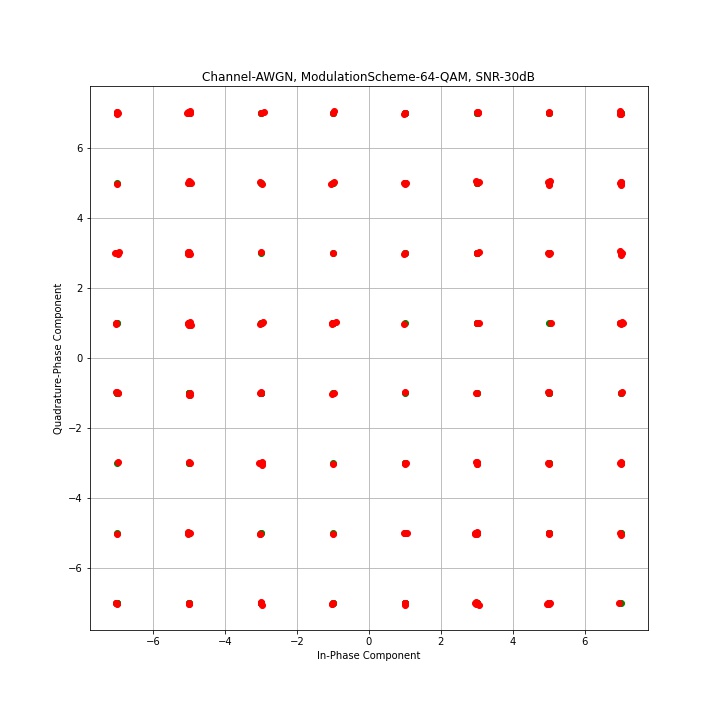 Channel-AWGN, ModulationScheme-64-QAM, SNR-30dB
6
4
2
0
−2
−4
−6
Quadrature-Phase Component
−6 −4 −2 0 2 4 6
In-Phase Component